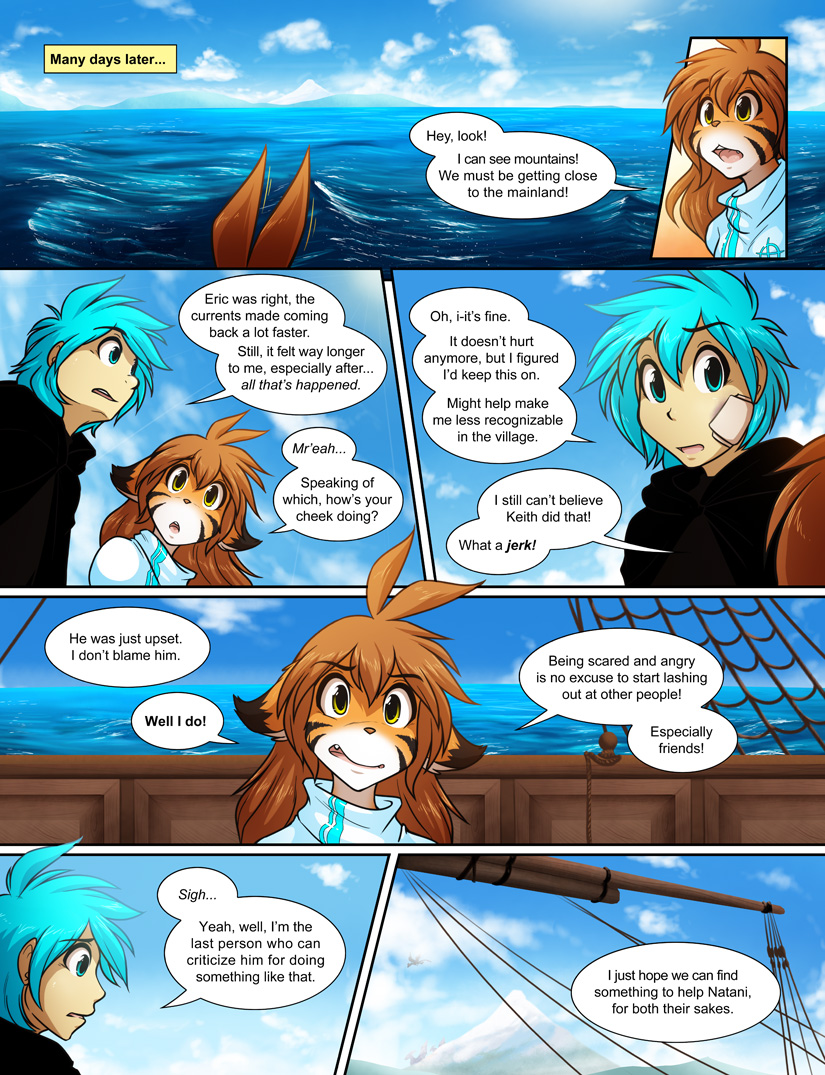 Many days later...
Hey, look!
I can see mountains!
We must be getting close
to the mainland!
Eric was right, the
currents made coming
back a lot faster.
Still, it felt way longer
to me, especially after...
all that's happened.
Mr'eah...
Speaking of
which, how's your
cheek doing?
Oh, i-it's fine.
It doesn't hurt
anymore, but I figured
I'd keep this on.
Might help make
me less recognizable
in the village.
I still can't believe
Keith did that!
What a jerk!
He was just upset.
I don't blame him.
Well I do!
Being scared and angry
is no excuse to start lashing
out at other people!
Especially
friends!
Sigh...
Yeah, well, I'm the
last person who can
criticize him for doing
something like that.
I just hope we can find
something to help Natani,
for both their sakes.